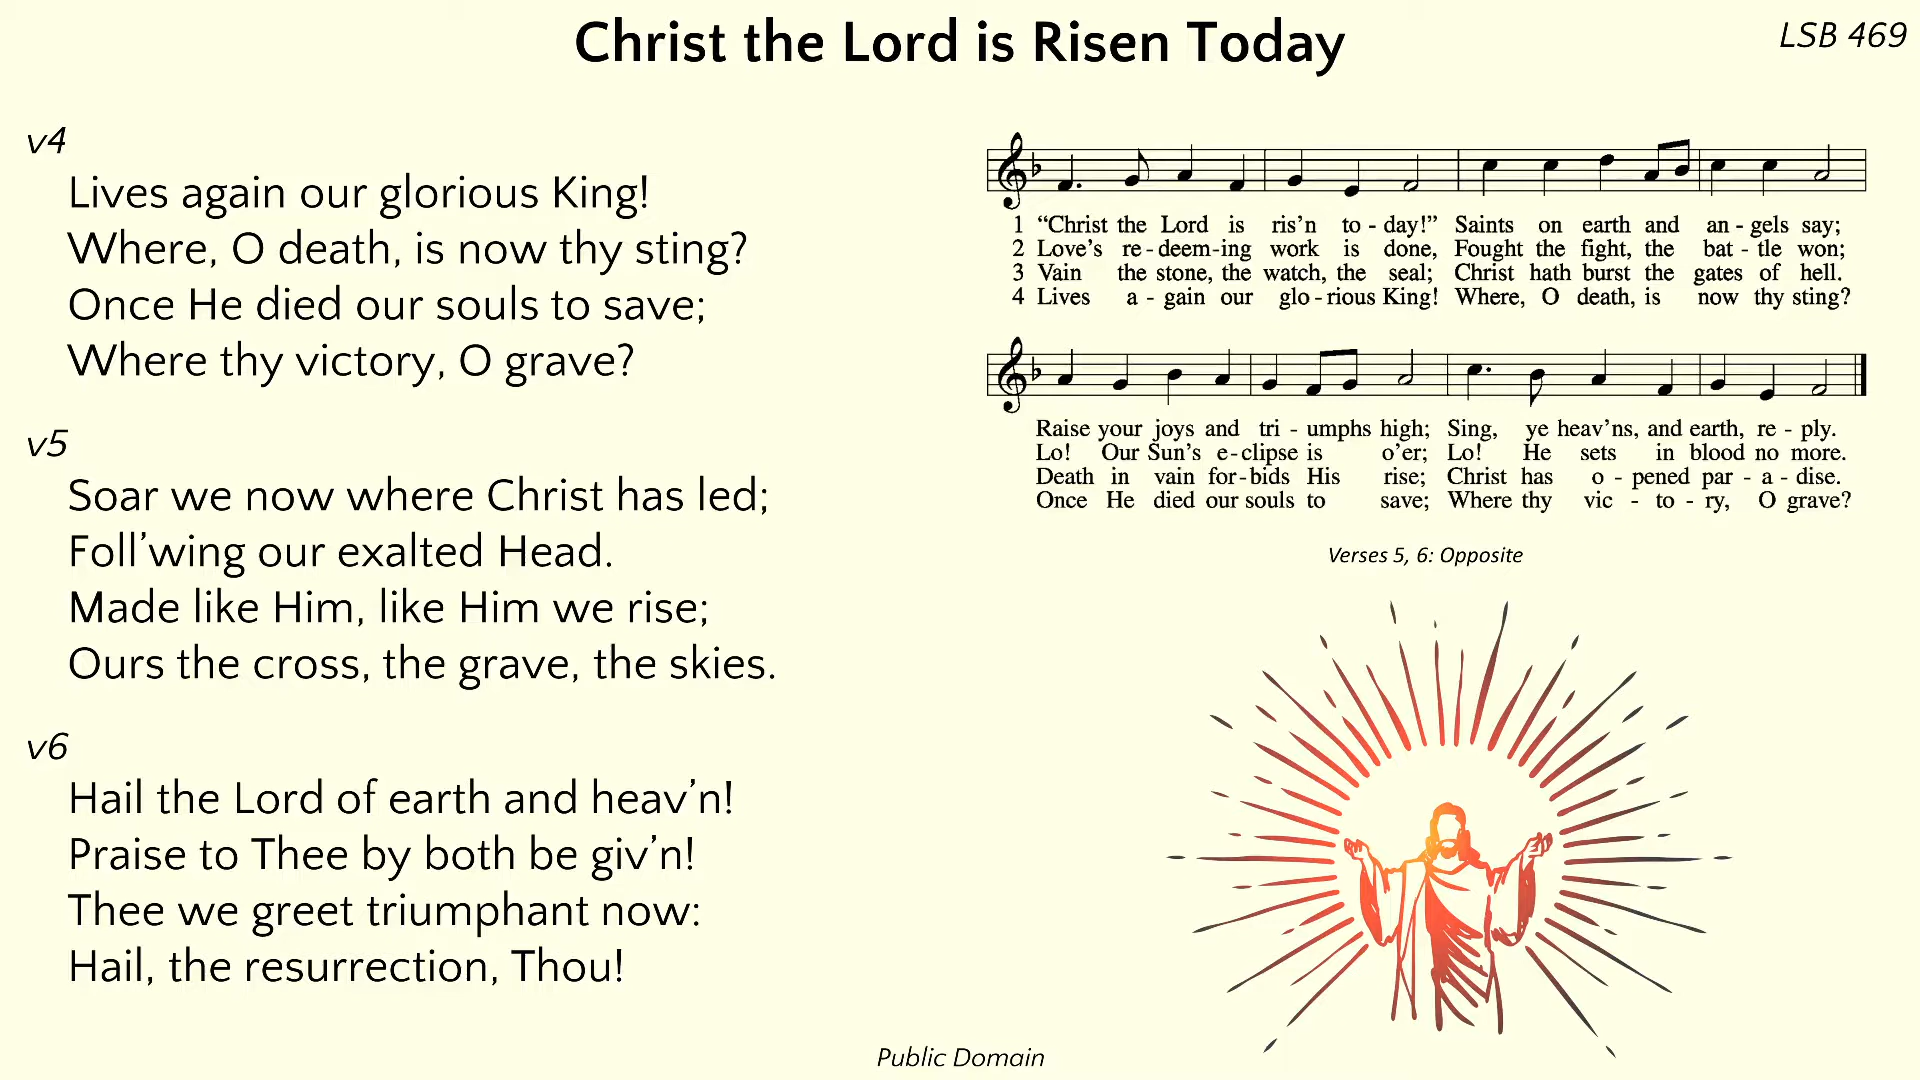 Christ the Lord is Risen Today
LSB 469
v4
Lives again our glorious King!
Where, O death, is now thy sting?
Once He died our souls to save;
Where thy victory, O grave?
v5
Soar we now where Christ has led;
Foll’wing our exalted Head.
Made like Him, like Him we rise;
Ours the cross, the grave, the skies.
v6
Hail the Lord of earth and heav’n!
Praise to Thee by both be giv’n!
Thee we greet triumphant now:
Hail, the resurrection, Thou!
1 “Christ the Lord is ris’n to - day!” Saints on earth and an - gels say;
2 Love’s re - deem - ing work is done, Fought the fight, the bat - tle won;
3 Vain the stone, the watch, the seal; Christ hath burst the gates of hell.
4 Lives a - gain our glo - rious King! Where, O death, is now thy sting?
Raise your joys and tri - umphs high; Sing, ye heav’ns, and earth, re - ply.
Lo! Our Sun’s e - clipse is o’er; Lo! He sets in blood no more.
Death in vain for - bids His rise; Christ has o - pened par - a - dise.
Once He died our souls to save; Where thy vic - to - ry, O grave?
Verses 5, 6: Opposite
Public Domain